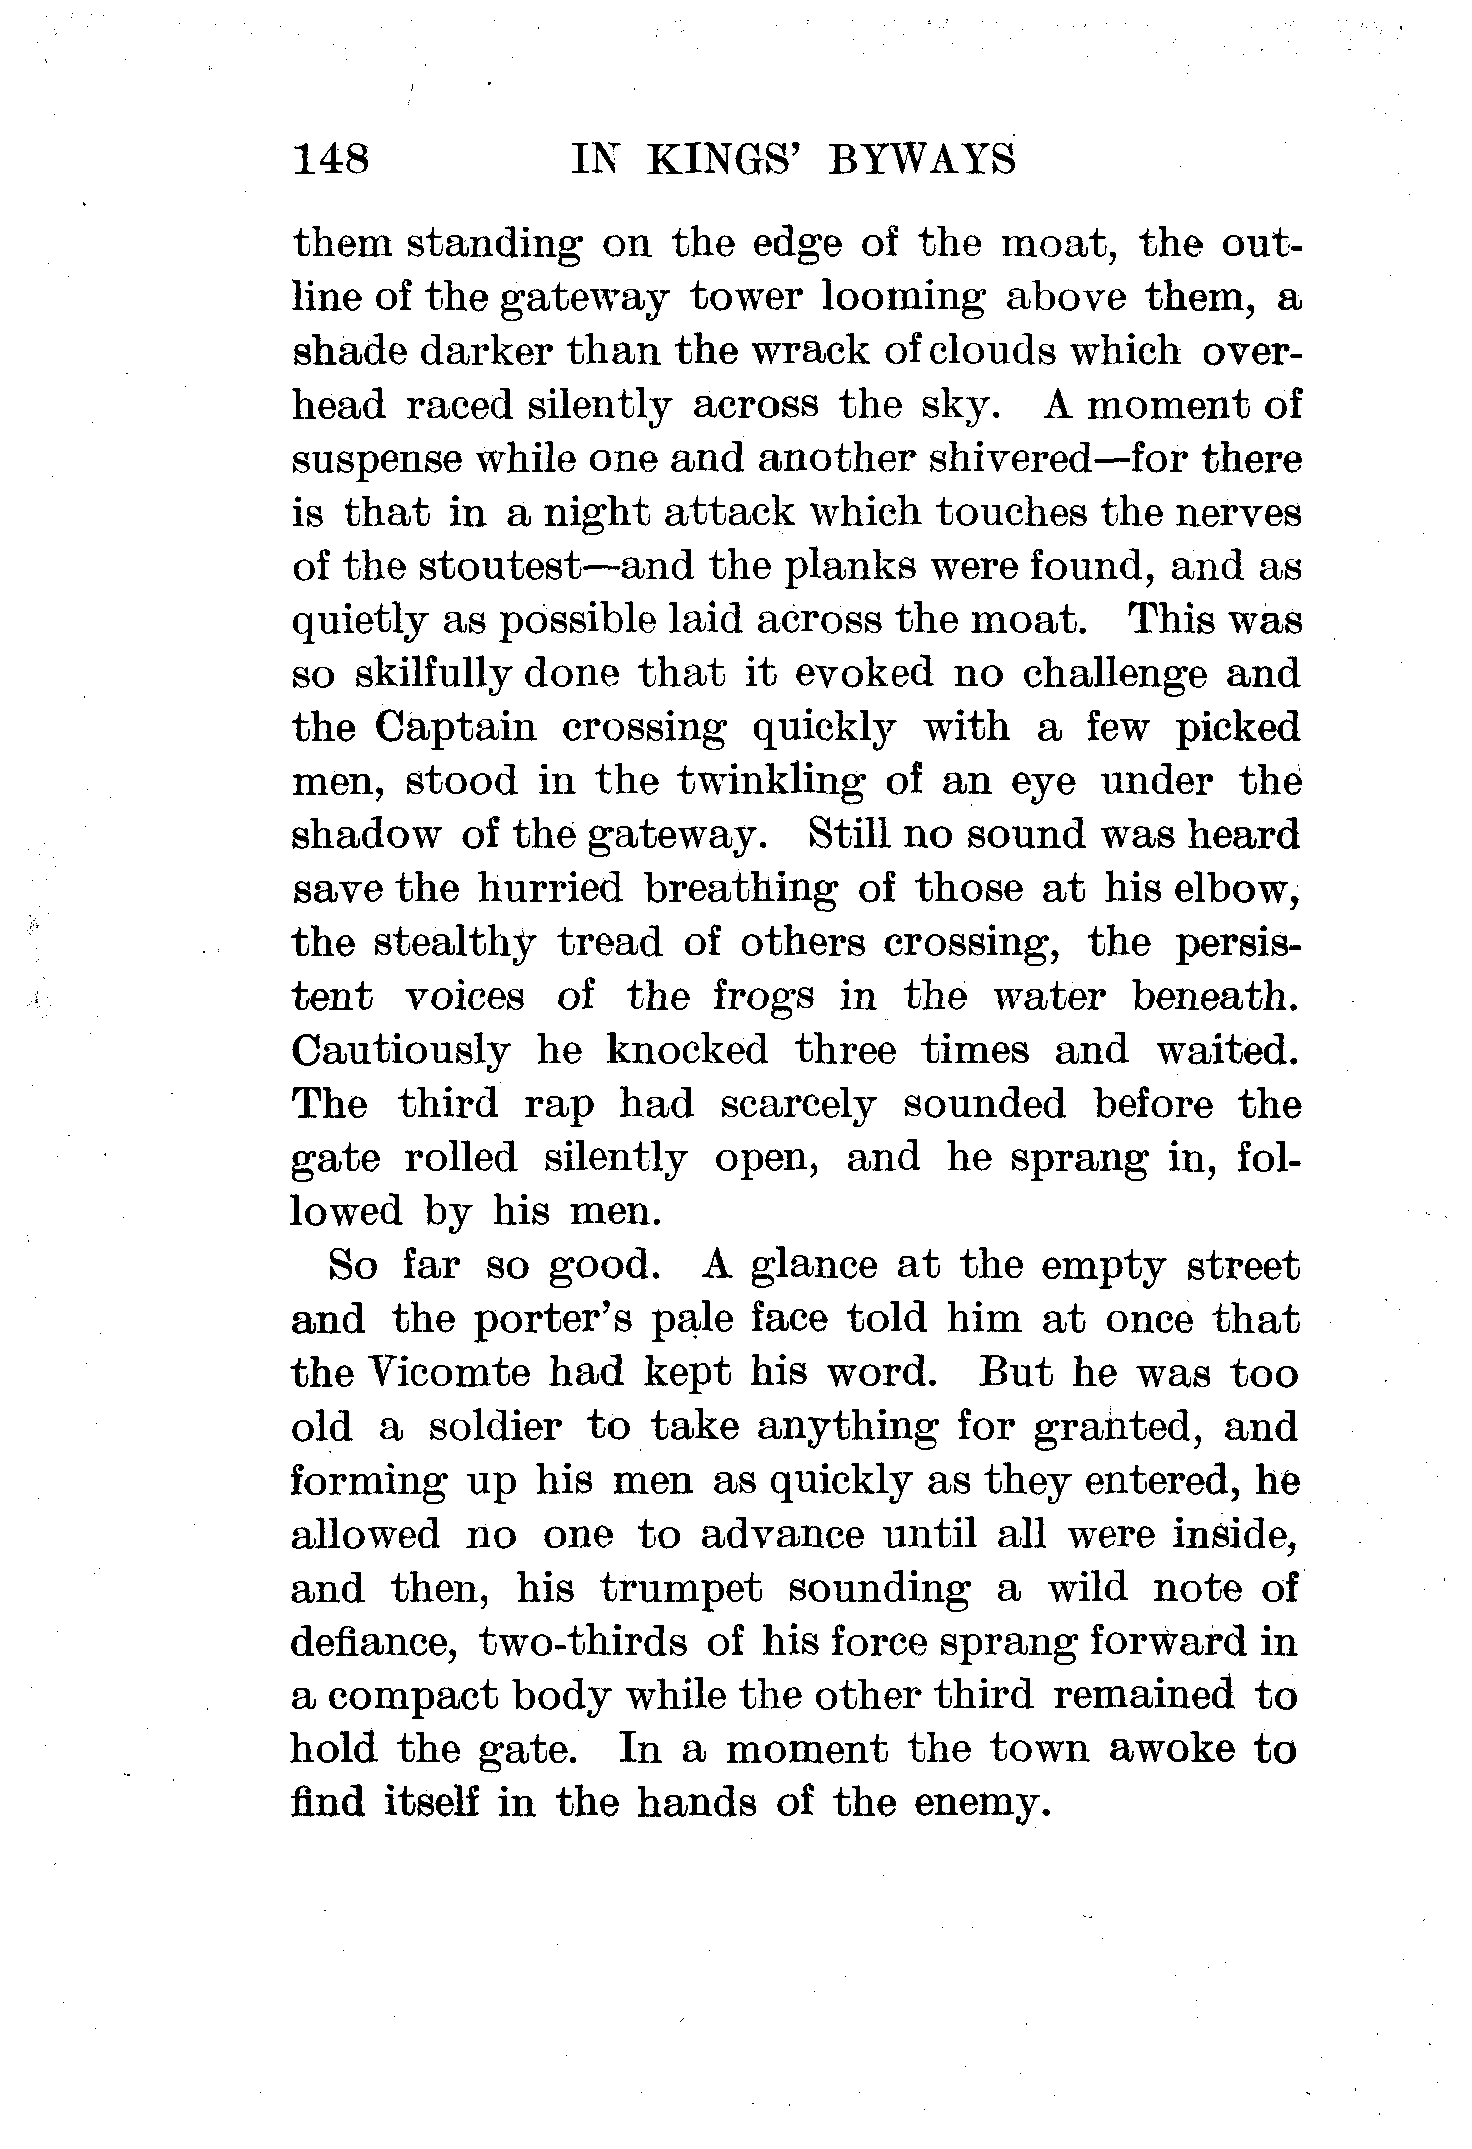 148 IN KINGS' BYWAYS
them standing on the edge of the moat, the out-
line of the gateway tower looming above them, a
shade darker than the wrack of clouds which over-
head raced silently across the sky. A moment of
suspense while one and another shivered—for there
is that in a night attack which touches the nerves
of the stoutest—and the planks were found, and as
quietly as possible laid across the moat. This was
so skilfully done that it evoked no challenge and
the Captain crossing quickly with a few picked
men, stood in the twinkling of an eye under the
shadow of the gateway. Still no sound was heard
save the hurried breathing of those at his elbow,
the stealthy tread of others crossing, the persis-
tent voices of the frogs in the water beneath.
Cautiously he knocked three times and waited.
The third rap had scarcely sounded before the
gate rolled silently open, and he sprang in, fol-
lowed by his men.
So far so good. A glance at the empty street
and the porter's pale face told him at once that
the Vicomte had kept his word. But he was too
old a soldier to take anything for granted, and
forming up his men as quickly as they entered, he
allowed no one to advance until all were inside,
and then, his trumpet sounding a wild note of
defiance, two-thirds of his force sprang forward in
a compact body while the other third remained to
hold the gate. In a moment the town awoke to
find itself in the hands of the enemy.